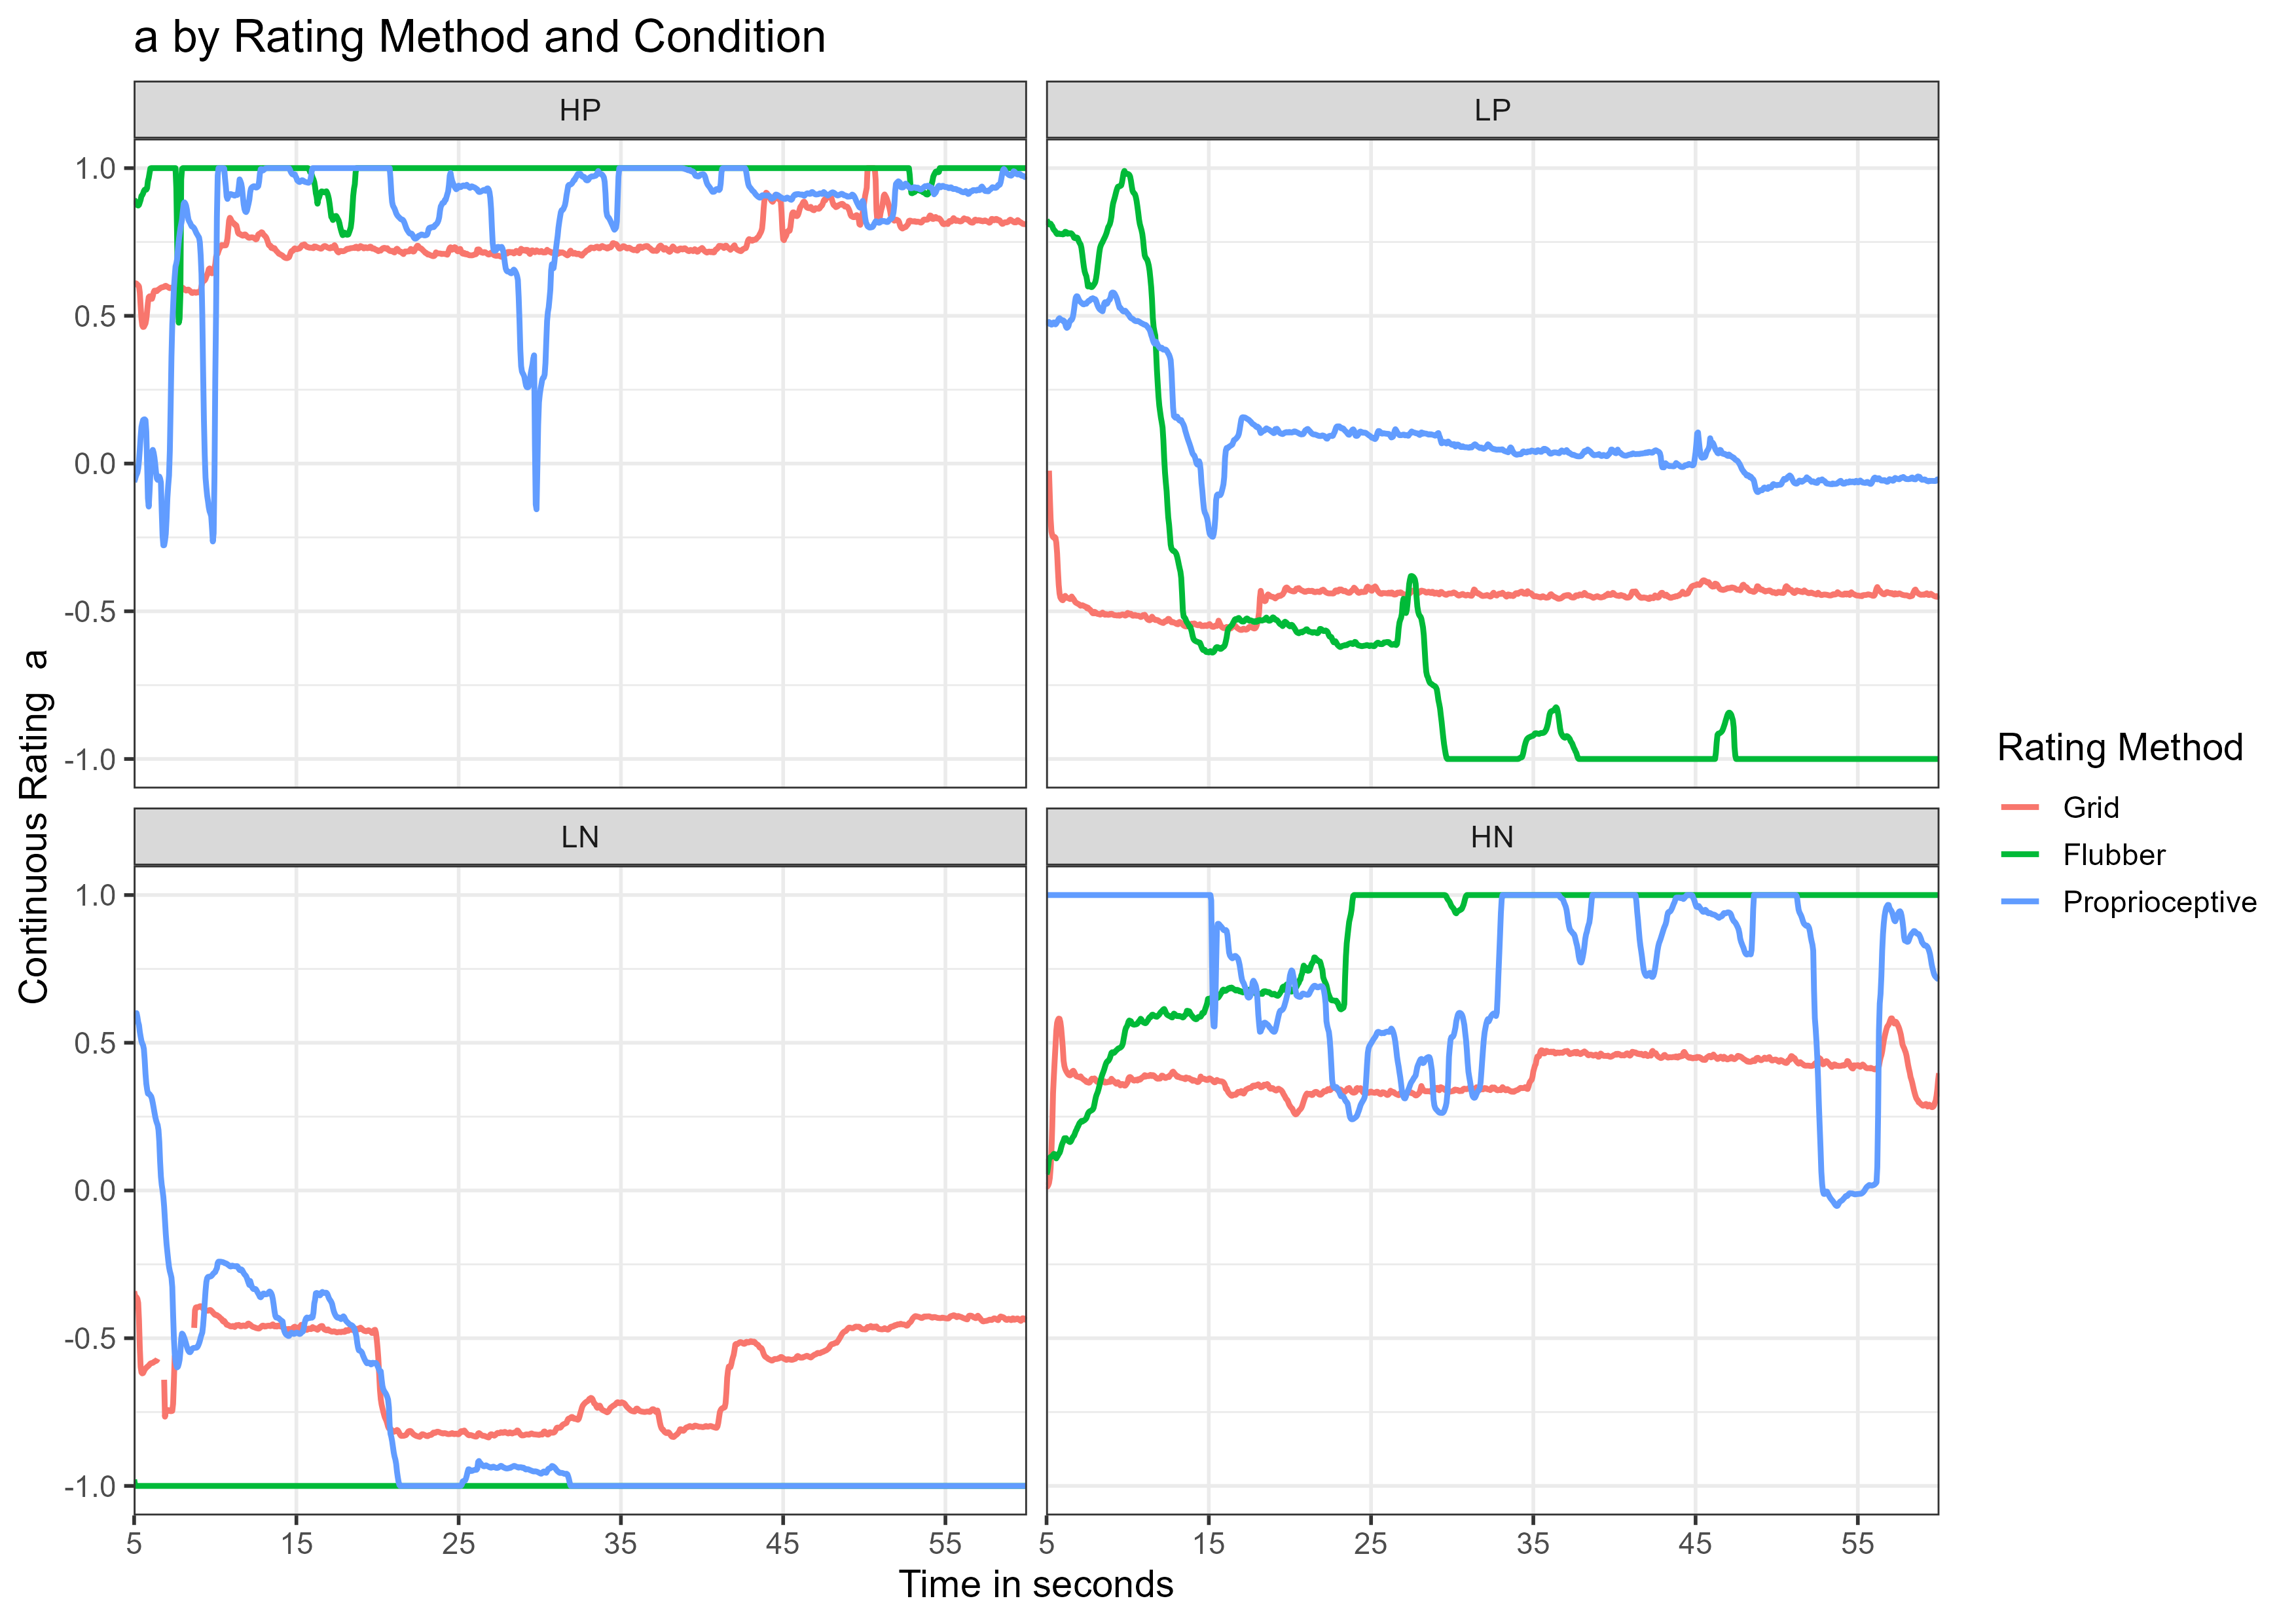 a by Rating Method and Condition
HP
LP
1.0
0.5
0.0
-0.5
-1.0
LN
HN
1.0
0.5
0.0
-0.5
-1.0
5 15 25 35 45 55
5 15 25 35 45 55
Time in seconds
Continuous Rating a
Rating Method
Grid
Flubber
Proprioceptive